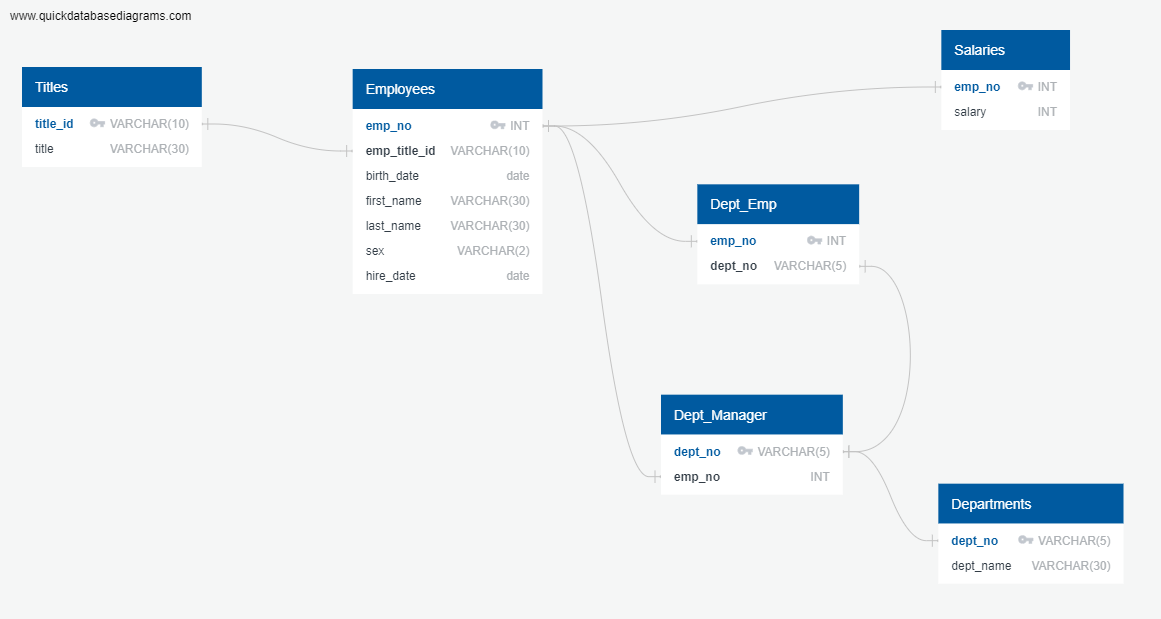 www.quickdatabasediagrams.com
Titles
title_id VARCHAR(10)
title VARCHAR(30)
Employees
emp_no INT
emp_title_id VARCHAR(10)
birth_date date
first_name VARCHAR(30)
last_name VARCHAR(30)
sex VARCHAR(2)
hire_date date
Salaries
emp_no INT
salary INT
Dept_Emp
emp_no INT
dept_no VARCHAR(5)
Dept_Manager
dept_no VARCHAR(5)
emp_no INT
Departments
dept_no VARCHAR(5)
dept_name VARCHAR(30)